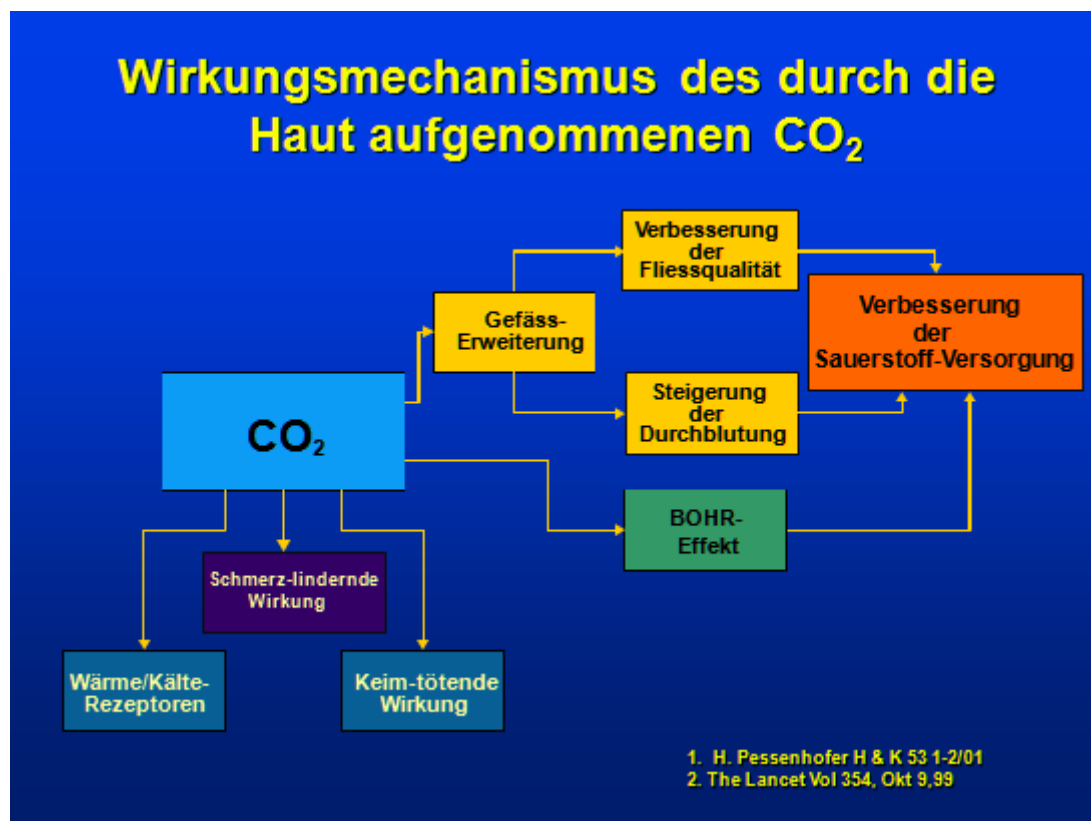 Wirkungsmechanismus des durch die
Haut aufgenommenen CO₂
Verbesserung
der
Fliessqualität
Gefäss-
Erweiterung
Verbesserung
der
Sauerstoff-Versorgung
Steigerung
der
Durchblutung
CO₂
BOHR-
Effekt
Schmerz-lindernde
Wirkung
Wärme/Kälte-
Rezeptoren
Keim-tötende
Wirkung
1. H. Pessenhofer H & K 53 1-2/01
2. The Lancet Vol 354, Okt 9,99